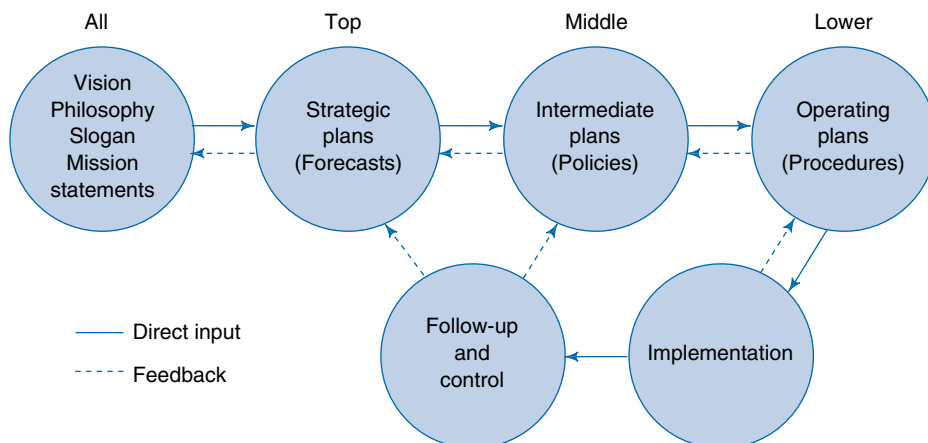 All
Top
Middle
Lower
Vision
Philosophy
Slogan
Mission
statements
Strategic
plans
(Forecasts)
Intermediate
plans
(Policies)
Operating
plans
(Procedures)
Direct input
Feedback
Follow-up
and
control
Implementation